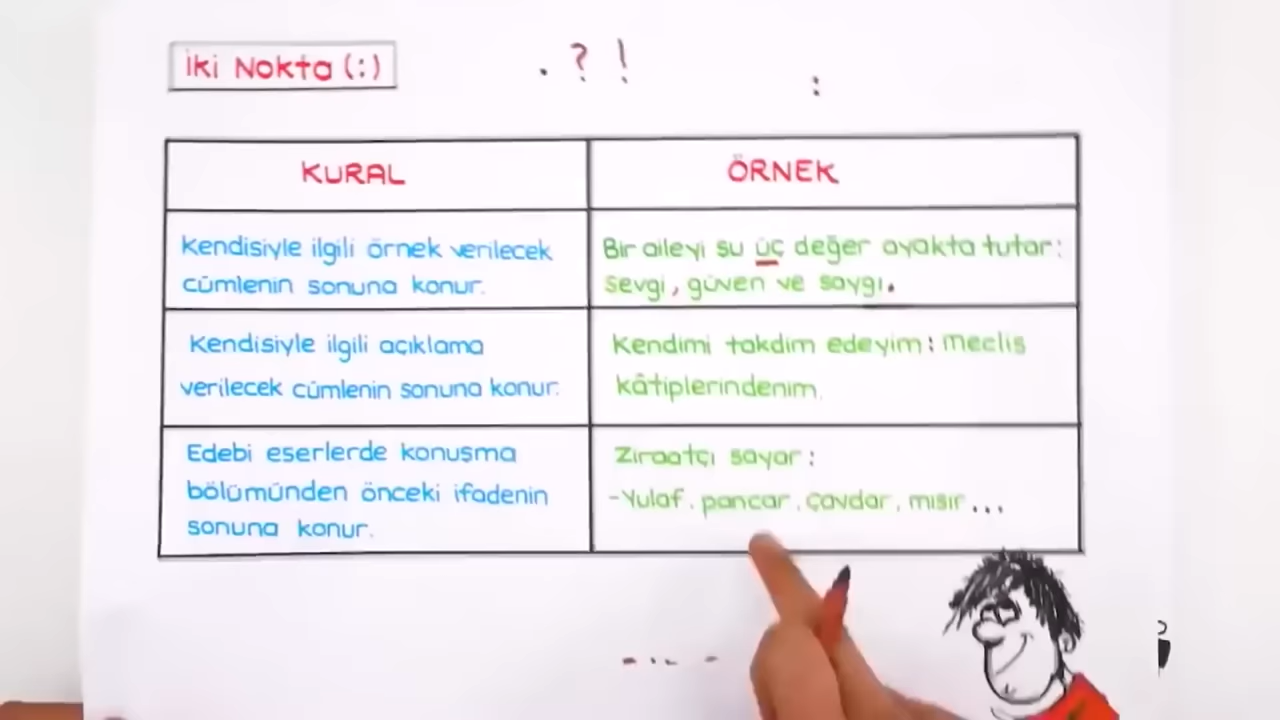 İki Nokta (:)
. ? !
:
KURAL
ÖRNEK
Kendisiyle ilgili örnek verilecek
cümlenin sonuna konur.
Bir aileyi şu üç değer ayakta tutar:
sevgi, güven ve saygı.
Kendisiyle ilgili açıklama
verilecek cümlenin sonuna konur.
Kendimi takdim edeyim: meclis
kâtiplerindenim.
Edebi eserlerde konuşma
bölümünden önceki ifadenin
sonuna konur.
Ziraatçı sayar:
-Yulaf, pancar, çavdar, mısır...